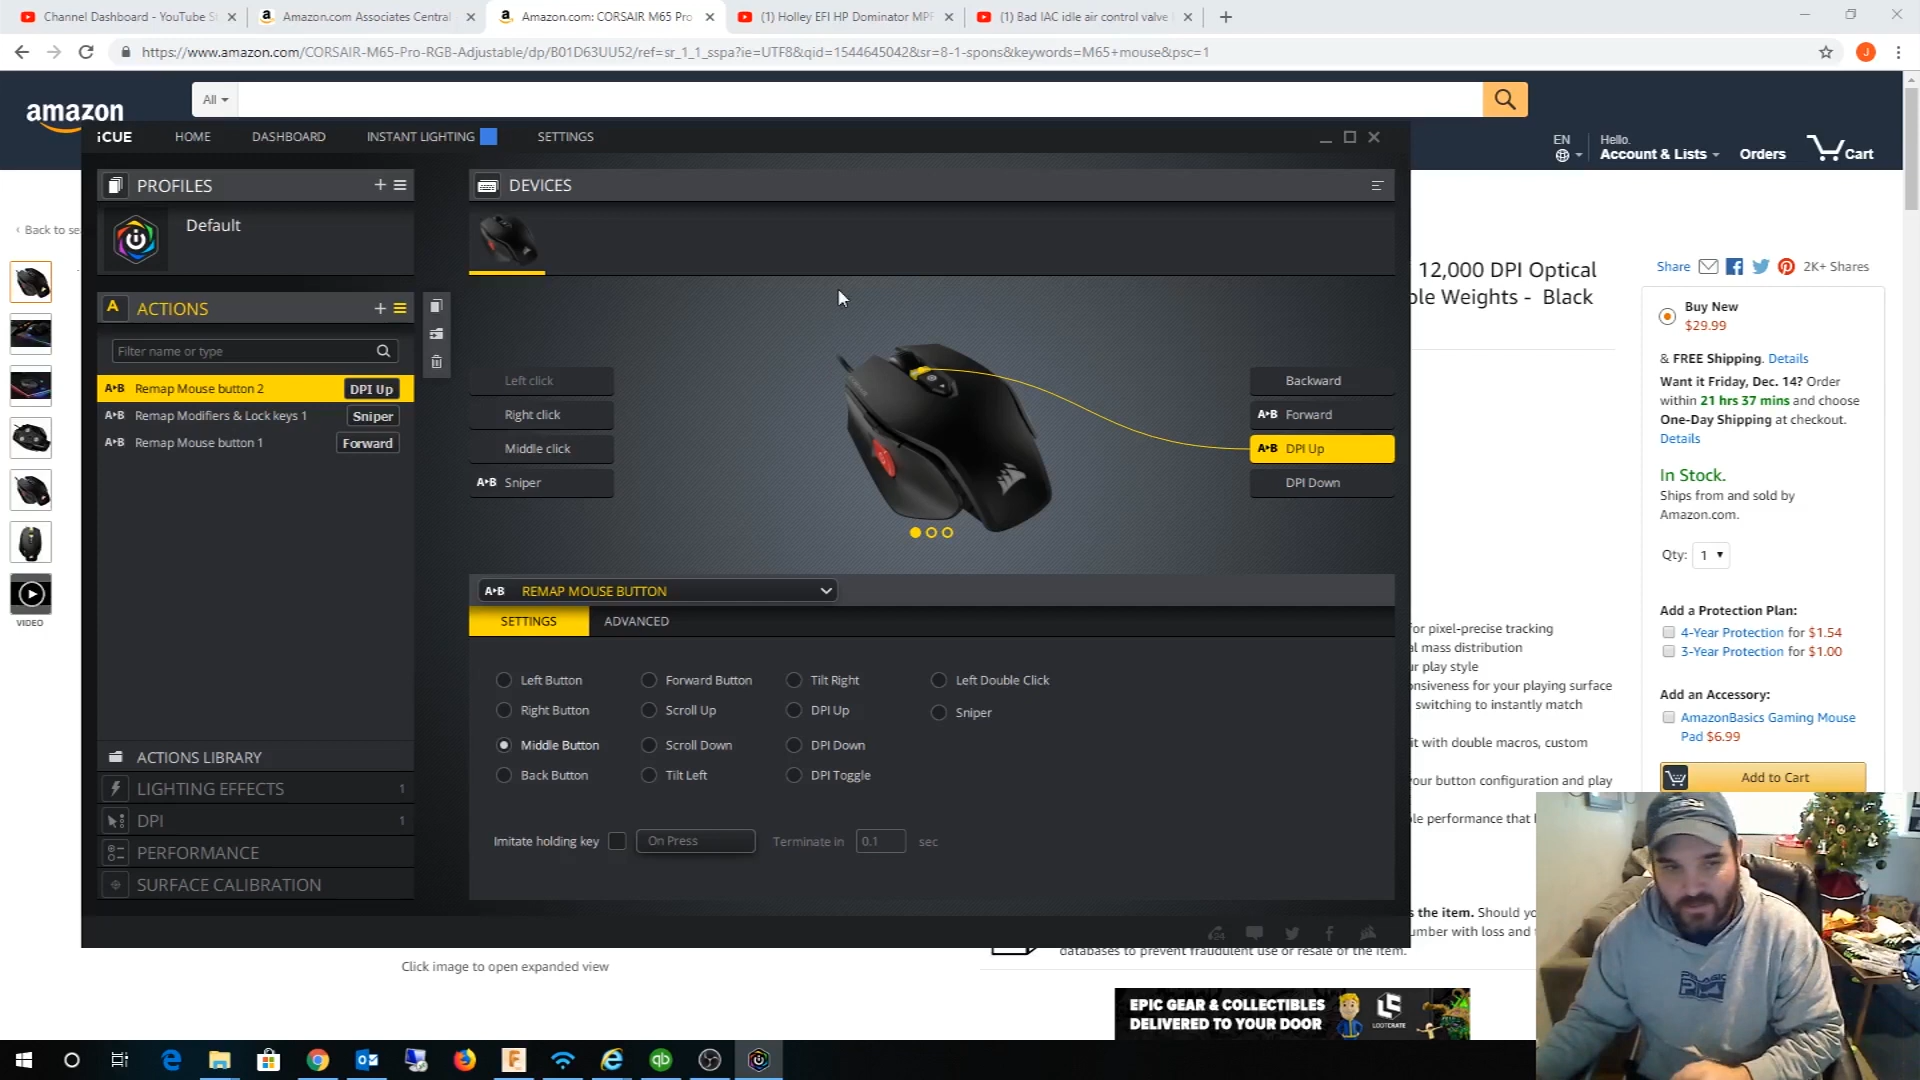 Channel Dashboard - YouTube St
Amazon.com Associates Central
Amazon.com: CORSAIR M65 Pro
(1) Holley EFI HP Dominator MPF
(1) Bad IAC idle air control valve
https://www.amazon.com/CORSAIR-M65-Pro-RGB-Adjustable/dp/B01D63UU52/ref=sr_1_1_sspa?ie=UTF8&qid=1544645042&sr=8-1-spons&keywords=M65+mouse&psc=1
J
amazon
All
EN
Hello.
Account & Lists
Orders
Cart
iCUE
HOME
DASHBOARD
INSTANT LIGHTING
SETTINGS
PROFILES
Default
ACTIONS
Filter name or type
A▸B Remap Mouse button 2 DPI Up
A▸B Remap Modifiers & Lock keys 1 Sniper
A▸B Remap Mouse button 1 Forward
ACTIONS LIBRARY
LIGHTING EFFECTS 1
DPI 1
PERFORMANCE
SURFACE CALIBRATION
DEVICES
Left click
Right click
Middle click
A▸B Sniper
Backward
A▸B Forward
A▸B DPI Up
DPI Down
A▸B REMAP MOUSE BUTTON
SETTINGS
ADVANCED
Left Button
Forward Button
Tilt Right
Left Double Click
Right Button
Scroll Up
DPI Up
Sniper
Middle Button
Scroll Down
DPI Down
Back Button
Tilt Left
DPI Toggle
Imitate holding key
On Press
Terminate in 0.1 sec
‹ Back to se
VIDEO
Click image to open expanded view
12,000 DPI Optical
ble Weights - Black
for pixel-precise tracking
al mass distribution
ur play style
onsiveness for your playing surface
switching to instantly match
it with double macros, custom
your button configuration and play
le performance that
s the item. Should yo
umber with loss and
databases to prevent fraudulent use or resale of the item.
EPIC GEAR & COLLECTIBLES
DELIVERED TO YOUR DOOR
LOOTCRATE
Share
2K+ Shares
Buy New
$29.99
& FREE Shipping. Details
Want it Friday, Dec. 14? Order
within 21 hrs 37 mins and choose
One-Day Shipping at checkout.
Details
In Stock.
Ships from and sold by
Amazon.com.
Qty: 1
Add a Protection Plan:
4-Year Protection for $1.54
3-Year Protection for $1.00
Add an Accessory:
AmazonBasics Gaming Mouse
Pad $6.99
Add to Cart